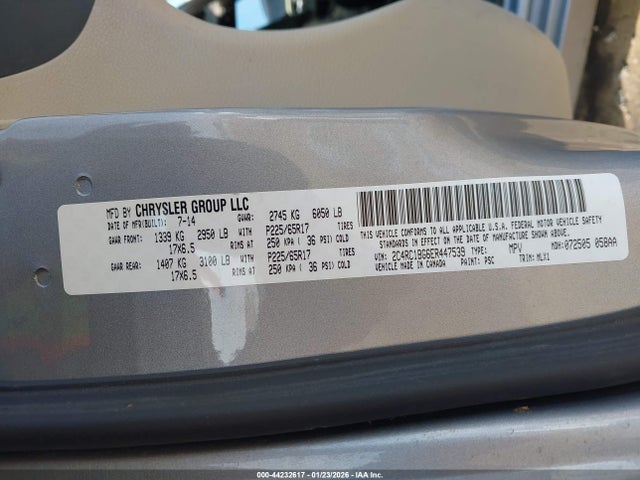 MFD BY CHRYSLER GROUP LLC
DATE OF MFR(BUILT): 7-14 GVWR: 2745 KG 6050 LB
GAWR FRONT: 1339 KG 2950 LB WITH P225/65R17 TIRES
17X6.5 RIMS AT 250 KPA ( 36 PSI) COLD
GAWR REAR: 1407 KG 3100 LB WITH P225/65R17 TIRES
17X6.5 RIMS AT 250 KPA ( 36 PSI) COLD
THIS VEHICLE CONFORMS TO ALL APPLICABLE U.S.A. FEDERAL MOTOR VEHICLE SAFETY
STANDARDS IN EFFECT ON THE DATE OF MANUFACTURE SHOWN ABOVE.
VIN: 2C4RC1BG6ER447539 TYPE: MPV MDH: 072505 058AA
VEHICLE MADE IN CANADA PAINT: PSC TRIM: MLX1
000-44232617 | 01/23/2026 | IAA Inc.